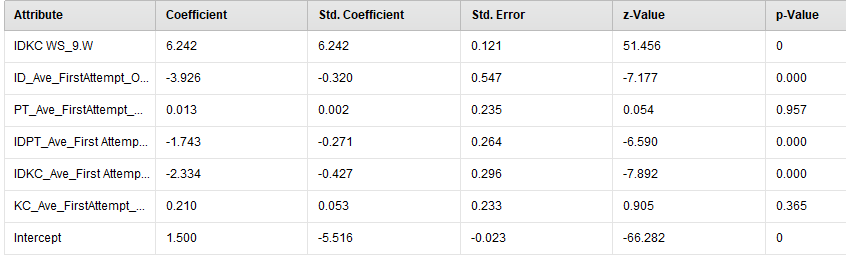 Attribute Coefficient Std. Coefficient Std. Error z-Value p-Value
IDKC WS_9.W 6.242 6.242 0.121 51.456 0
ID_Ave_FirstAttempt_O... -3.926 -0.320 0.547 -7.177 0.000
PT_Ave_FirstAttempt_... 0.013 0.002 0.235 0.054 0.957
IDPT_Ave_First Attemp... -1.743 -0.271 0.264 -6.590 0.000
IDKC_Ave_First Attemp... -2.334 -0.427 0.296 -7.892 0.000
KC_Ave_FirstAttempt_... 0.210 0.053 0.233 0.905 0.365
Intercept 1.500 -5.516 -0.023 -66.282 0